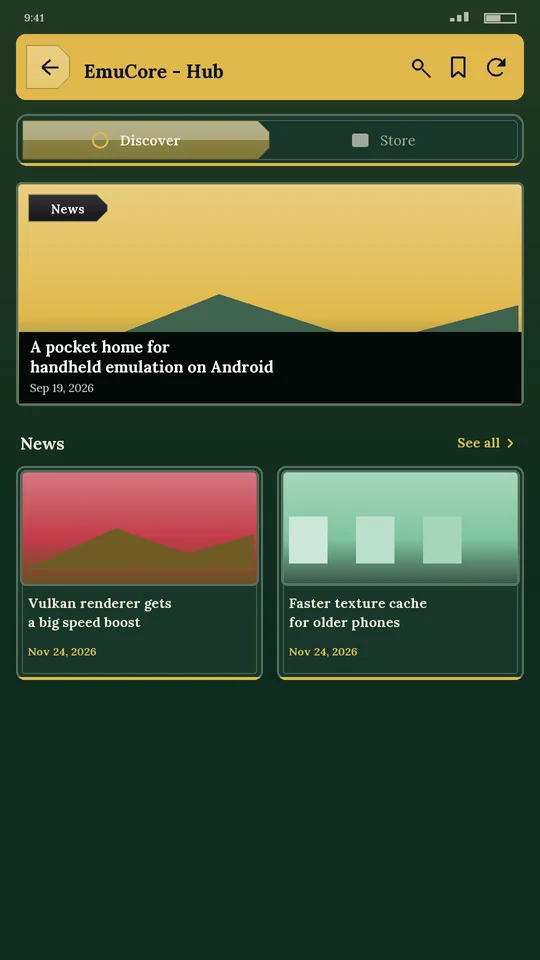 9:41
EmuCore - Hub
Discover
Store
News
A pocket home for
handheld emulation on Android
Sep 19, 2026
News
See all
Vulkan renderer gets
a big speed boost
Nov 24, 2026
Faster texture cache
for older phones
Nov 24, 2026